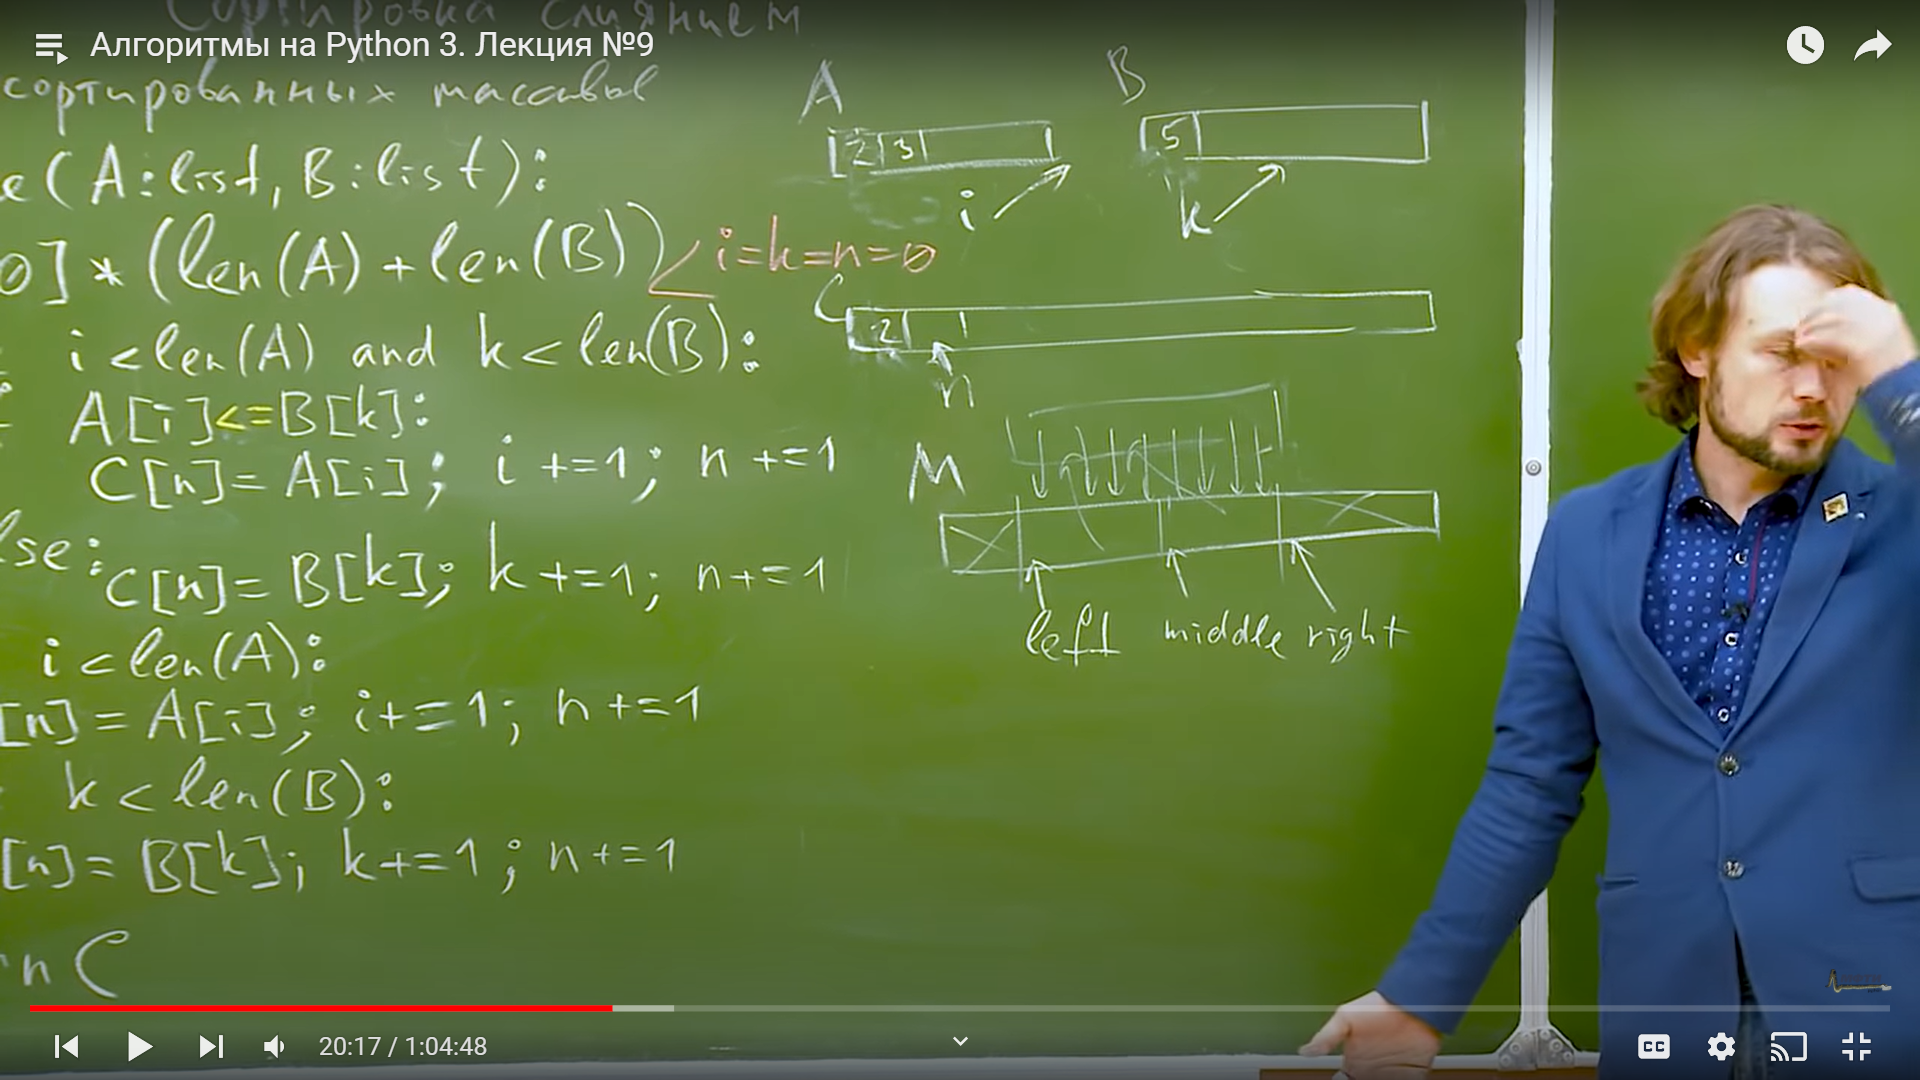 Алгоритмы на Python 3. Лекция №9
Сортировка слиянием
сортированных массивов
e(A:list, B:list):
0]*(len(A)+len(B))
i=k=n=0
i<len(A) and k<len(B):
A[i]<=B[k]:
C[n]=A[i]; i+=1; n+=1
lse:
C[n]=B[k]; k+=1; n+=1
i<len(A):
[n]=A[i]; i+=1; n+=1
k<len(B):
[n]=B[k]; k+=1; n+=1
n C
A
B
2 3
5
i
k
C
2
n
M
left middle right
20:17 / 1:04:48
CC